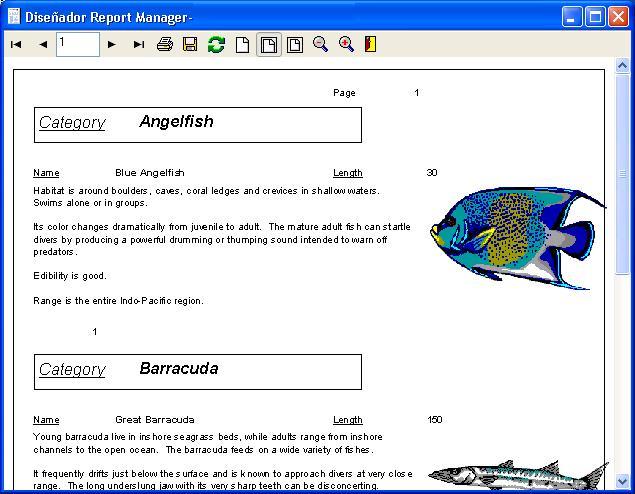 Diseñador Report Manager-
1
Page 1
Category Angelfish
Name Blue Angelfish Length 30
Habitat is around boulders, caves, coral ledges and crevices in shallow waters.
Swims alone or in groups.
Its color changes dramatically from juvenile to adult. The mature adult fish can startle
divers by producing a powerful drumming or thumping sound intended to warn off
predators.
Edibility is good.
Range is the entire Indo-Pacific region.
1
Category Barracuda
Name Great Barracuda Length 150
Young barracuda live in inshore seagrass beds, while adults range from inshore
channels to the open ocean. The barracuda feeds on a wide variety of fishes.
It frequently drifts just below the surface and is known to approach divers at very close
range. The long underslung jaw with its very sharp teeth can be disconcerting.